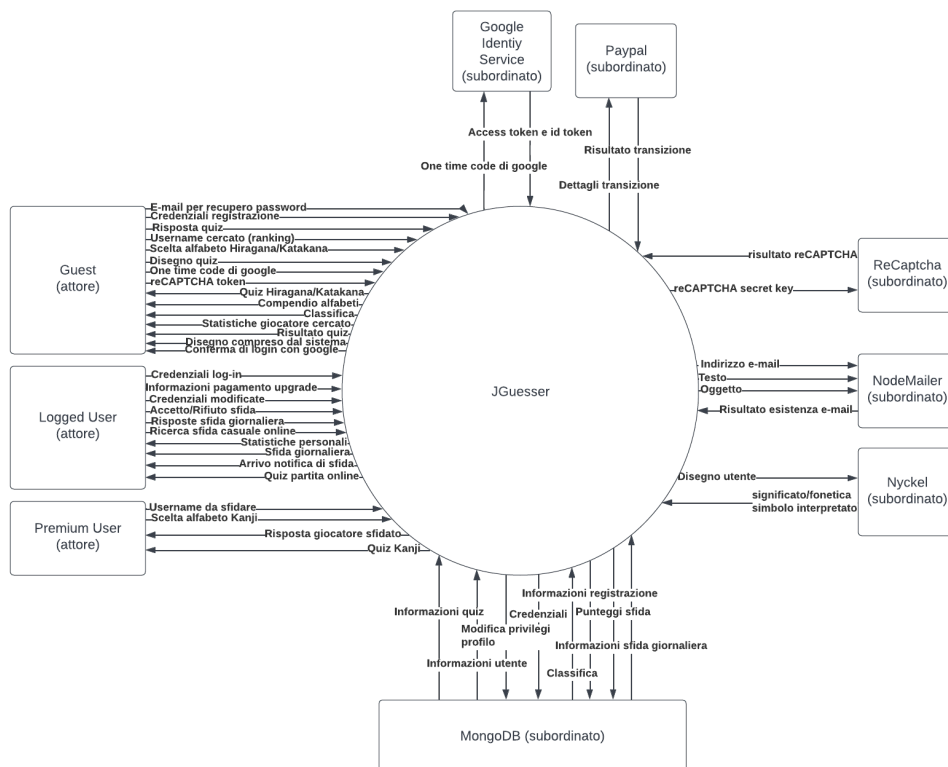 Google
Identiy
Service
(subordinato)
Paypal
(subordinato)
Access token e id token
Risultato transizione
One time code di google
Dettagli transizione
Guest
(attore)
E-mail per recupero password
Credenziali registrazione
Risposta quiz
Username cercato (ranking)
Scelta alfabeto Hiragana/Katakana
Disegno quiz
One time code di google
reCAPTCHA token
Quiz Hiragana/Katakana
Compendio alfabeti
Classifica
Statistiche giocatore cercato
Risultato quiz
Disegno compreso dal sistema
Conferma di login con google
risultato reCAPTCHA
reCAPTCHA secret key
ReCaptcha
(subordinato)
Logged User
(attore)
Credenziali log-in
Informazioni pagamento upgrade
Credenziali modificate
Accetto/Rifiuto sfida
Risposte sfida giornaliera
Ricerca sfida casuale online
Statistiche personali
Sfida giornaliera
Arrivo notifica di sfida
Quiz partita online
JGuesser
Indirizzo e-mail
Testo
Oggetto
Risultato esistenza e-mail
NodeMailer
(subordinato)
Disegno utente
significato/fonetica
simbolo interpretato
Nyckel
(subordinato)
Premium User
(attore)
Username da sfidare
Scelta alfabeto Kanji
Risposta giocatore sfidato
Quiz Kanji
Informazioni registrazione
Informazioni quiz
Credenziali
Punteggi sfida
Modifica privilegi
profilo
Informazioni sfida giornaliera
Informazioni utente
Classifica
MongoDB (subordinato)